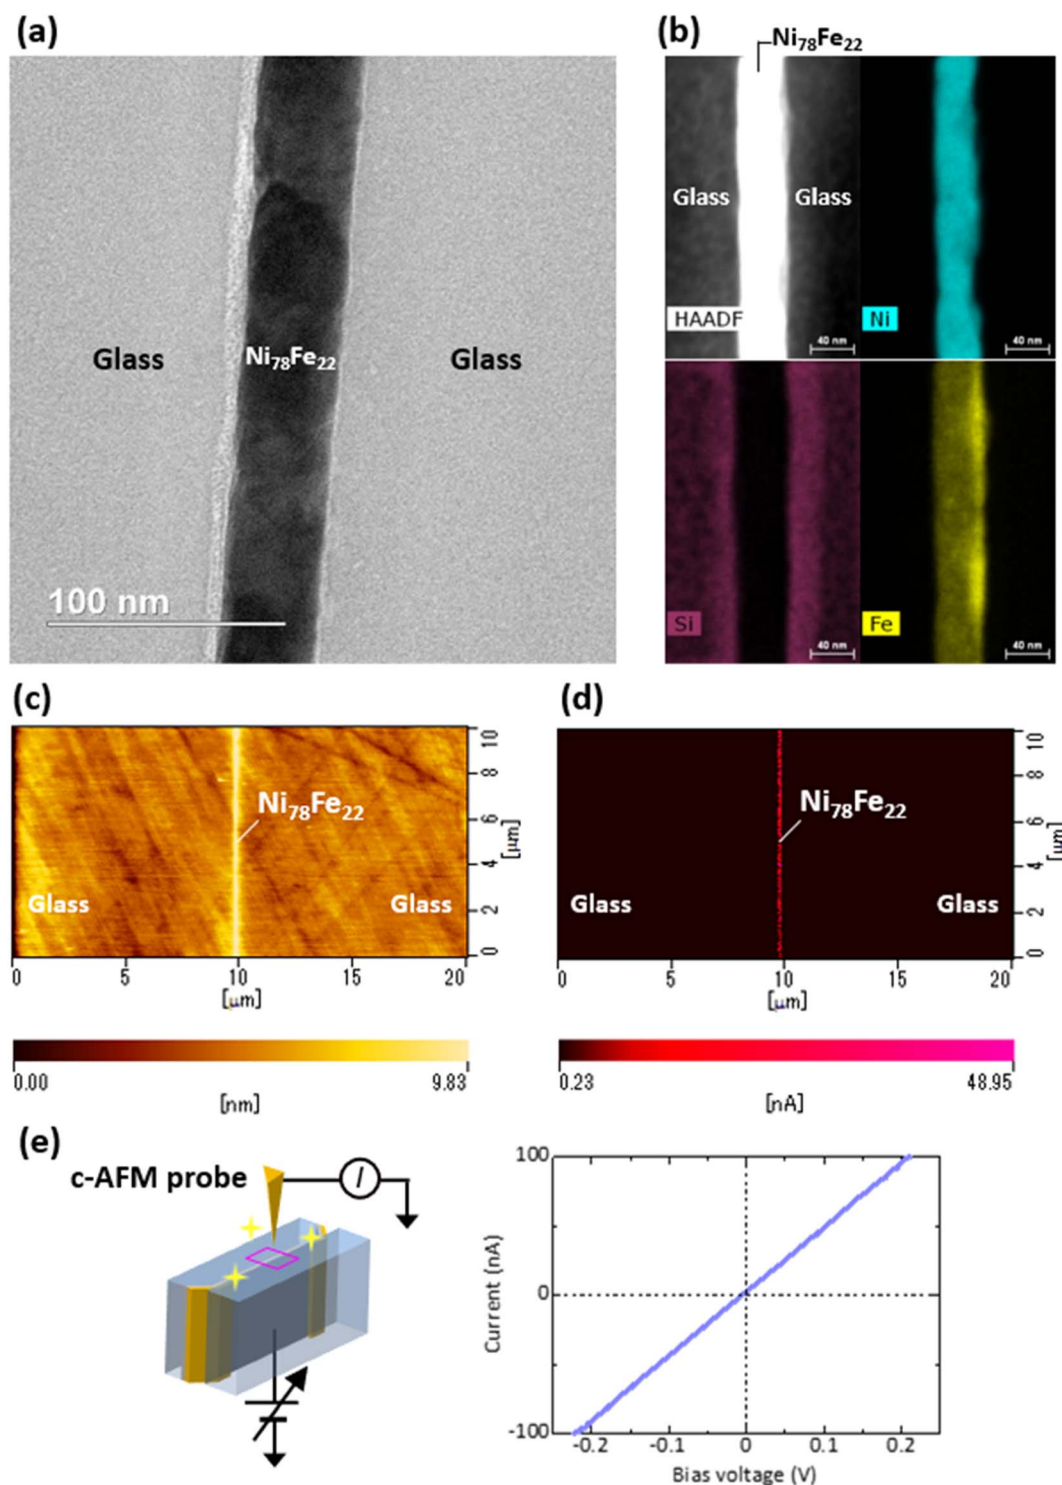 (a)
Glass
Ni78Fe22
Glass
100 nm
(b)
Ni78Fe22
Glass
Glass
HAADF
40 nm
Ni
40 nm
Si
40 nm
Fe
40 nm
(c)
Ni78Fe22
Glass
Glass
10
8
6
4
2
0
[μm]
0
5
10
15
20
[μm]
0.00
9.83
[nm]
(d)
Ni78Fe22
Glass
Glass
10
8
6
4
2
0
[μm]
0
5
10
15
20
[μm]
0.23
48.95
[nA]
(e)
c-AFM probe
I
100
0
-100
Current (nA)
-0.2
-0.1
0
0.1
0.2
Bias voltage (V)